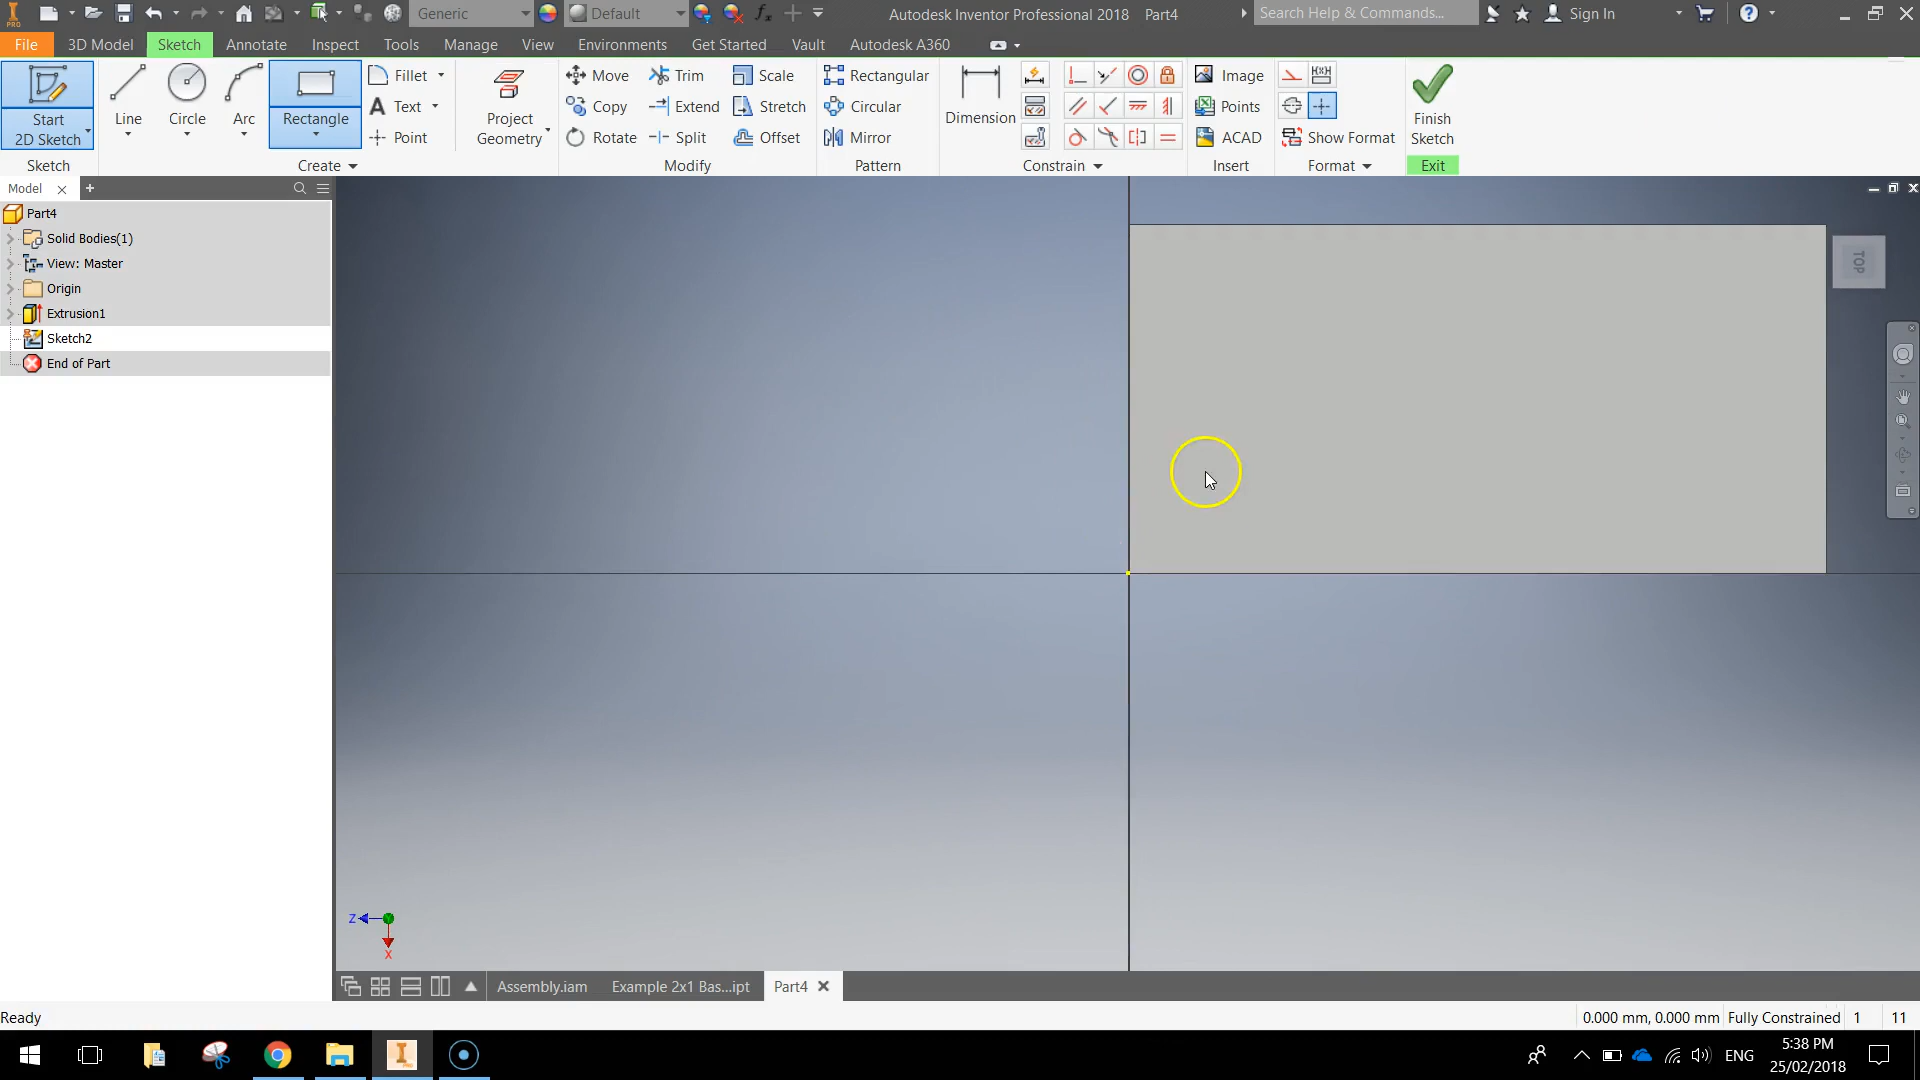 PRO Generic Default Autodesk Inventor Professional 2018 Part4 Search Help & Commands... Sign In
File 3D Model Sketch Annotate Inspect Tools Manage View Environments Get Started Vault Autodesk A360
Start 2D Sketch
Line
Circle
Arc
Rectangle
Fillet
Text
Point
Project Geometry
Move
Copy
Rotate
Trim
Extend
Split
Scale
Stretch
Offset
Rectangular
Circular
Mirror
Dimension
Image
Points
ACAD
Show Format
Finish Sketch
Sketch Create Modify Pattern Constrain Insert Format Exit
Model
Part4
Solid Bodies(1)
View: Master
Origin
Extrusion1
Sketch2
End of Part
TOP
Z
X
Assembly.iam Example 2x1 Bas...ipt Part4
Ready 0.000 mm, 0.000 mm Fully Constrained 1 11
ENG 5:38 PM
25/02/2018